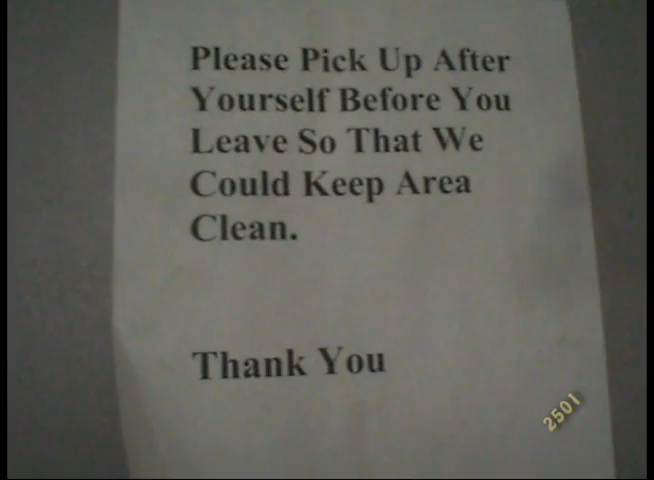 Please Pick Up After
Yourself Before You
Leave So That We
Could Keep Area
Clean.
Thank You
2501